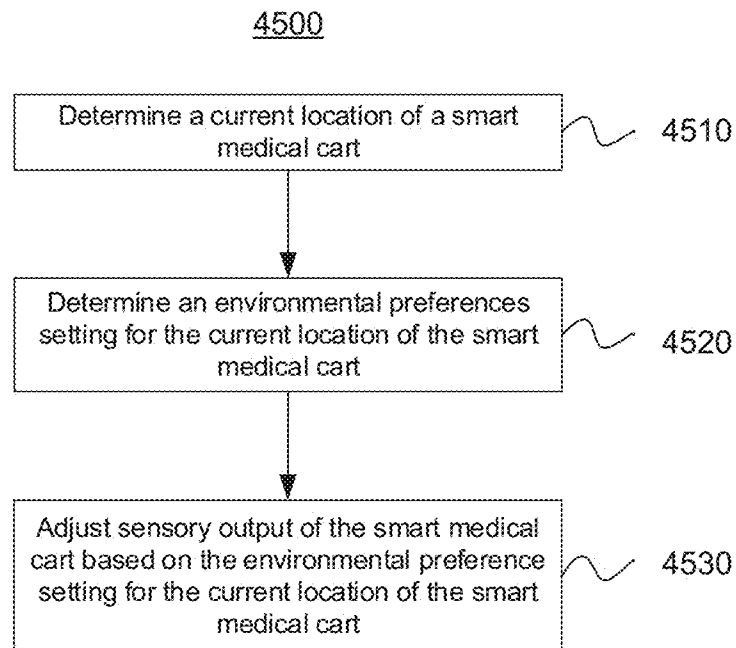 4500
Determine a current location of a smart
medical cart
4510
Determine an environmental preferences
setting for the current location of the smart
medical cart
4520
Adjust sensory output of the smart medical
cart based on the environmental preference
setting for the current location of the smart
medical cart
4530